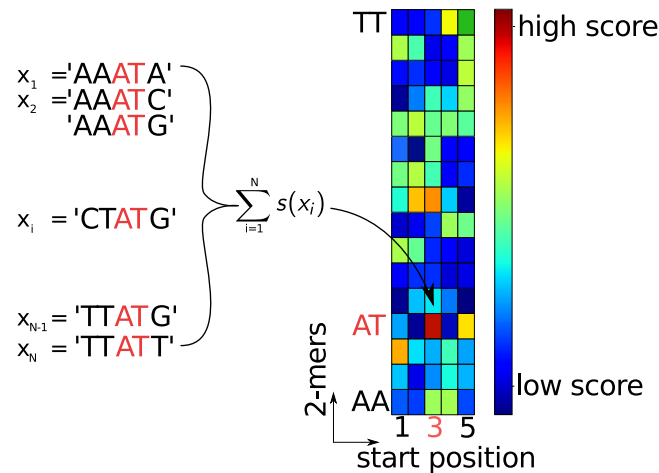 x1 ='AAATA'
x2 ='AAATC'
'AAATG'
xi ='CTATG'
xN-1='TTATG'
xN ='TTATT'
N
∑ s(xi)
i=1
TT
AT
AA
2-mers
1 3 5
start position
high score
low score